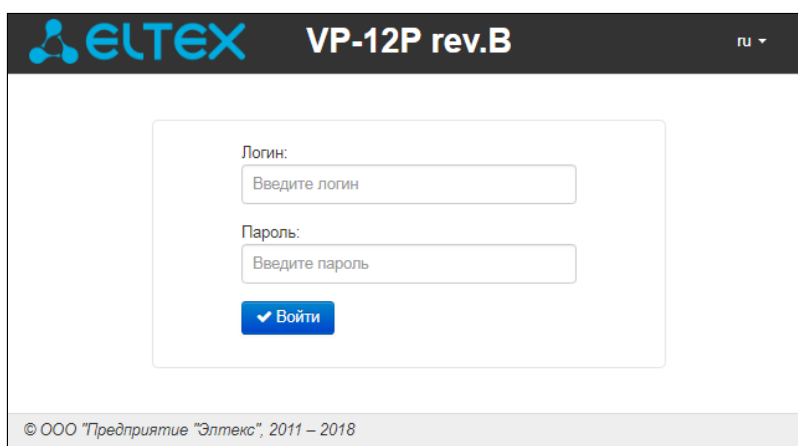 ELTEX VP-12P rev.B ru
Логин:
Введите логин
Пароль:
Введите пароль
Войти
© ООО "Предприятие "Элтекс", 2011 – 2018